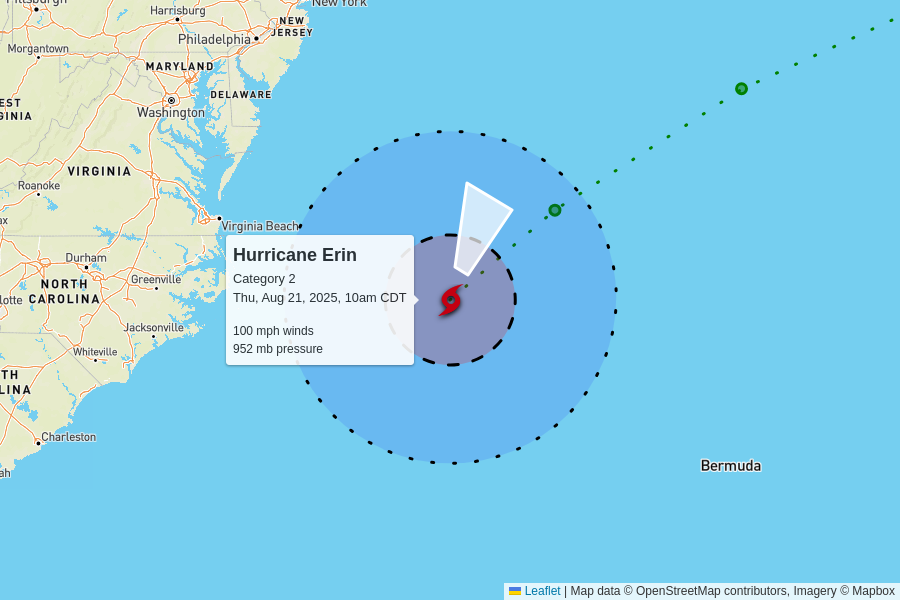 Pittsburgh
Harrisburg
New York
NEW
JERSEY
Philadelphia
Morgantown
MARYLAND
DELAWARE
EST
GINIA
Washington
VIRGINIA
Roanoke
Virginia Beach
Durham
Greenville
NORTH
CAROLINA
lotte
Jacksonville
Whiteville
TH
LINA
Charleston
ah
Hurricane Erin
Category 2
Thu, Aug 21, 2025, 10am CDT
100 mph winds
952 mb pressure
Bermuda
Leaflet | Map data © OpenStreetMap contributors, Imagery © Mapbox